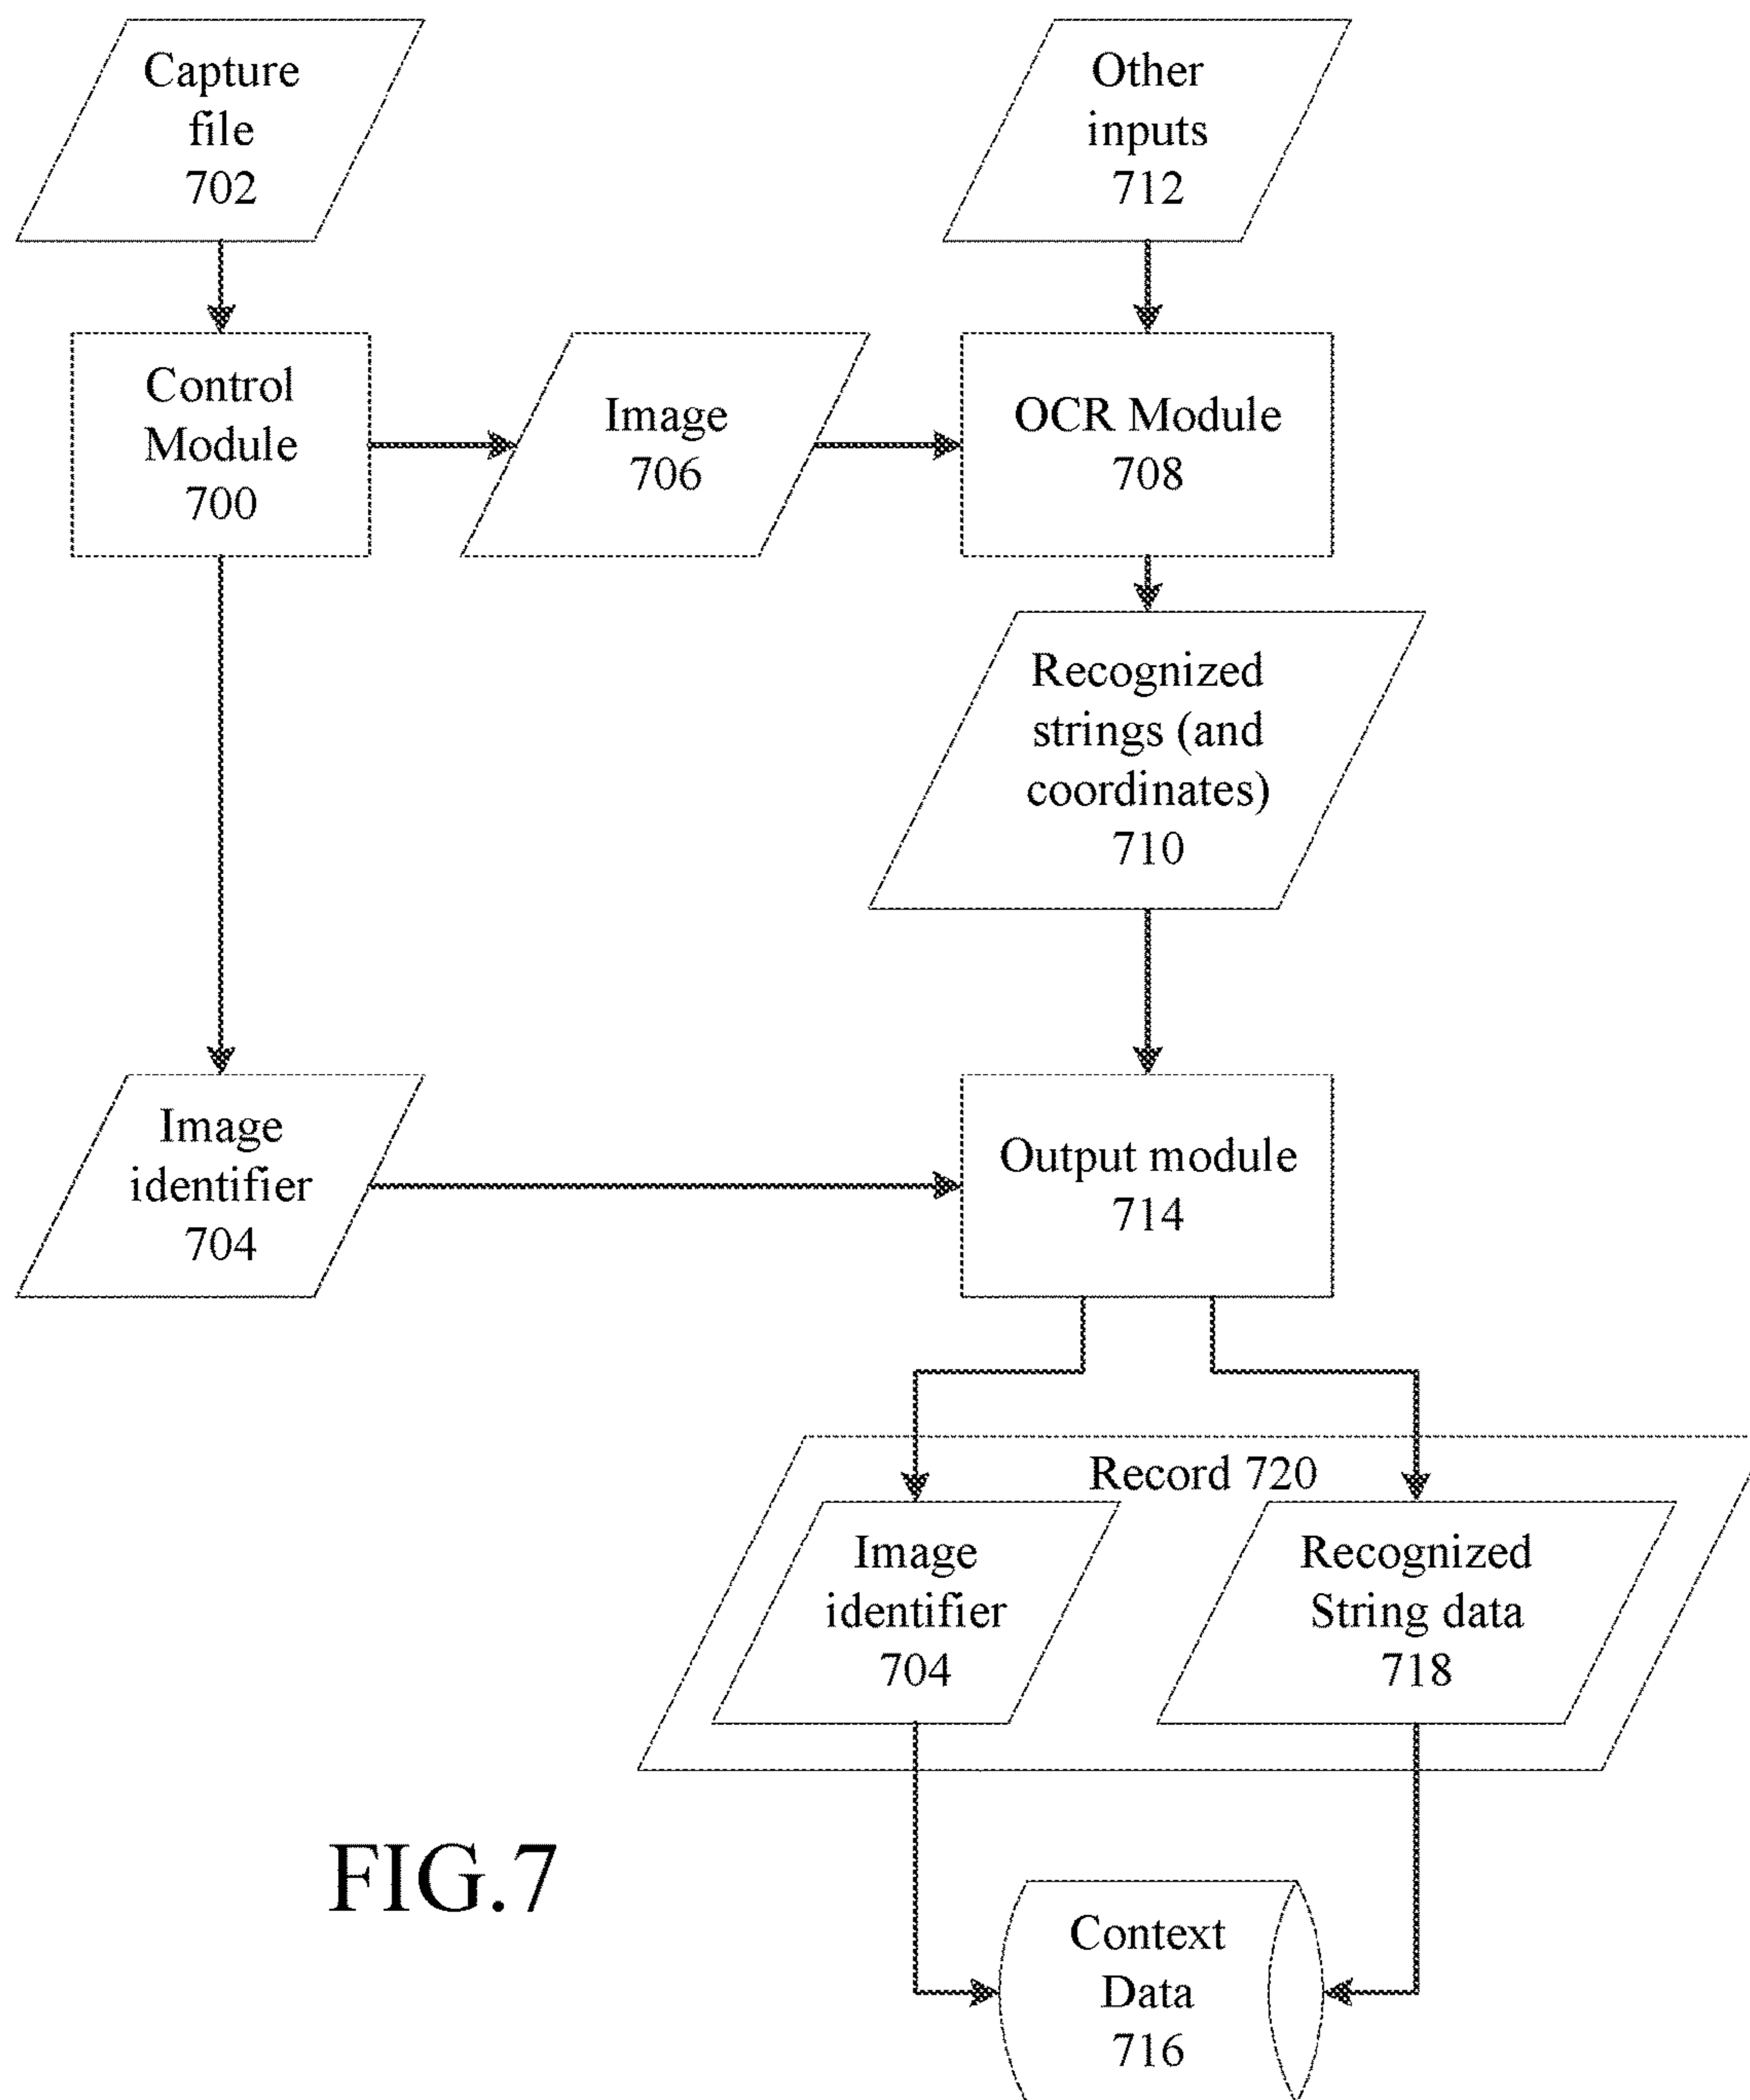 Capture
file
702
Other
inputs
712
Control
Module
700
Image
706
OCR Module
708
Recognized
strings (and
coordinates)
710
Image
identifier
704
Output module
714
Record 720
Image
identifier
704
Recognized
String data
718
FIG.7
Context
Data
716